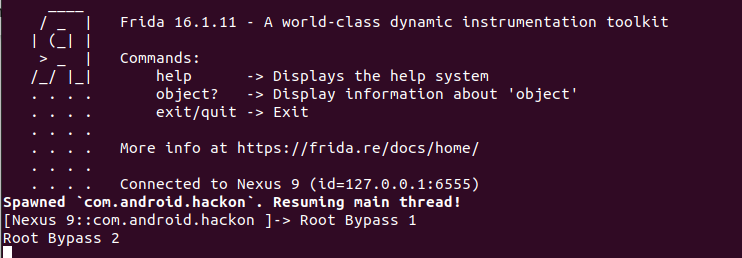 ____
    / _  |   Frida 16.1.11 - A world-class dynamic instrumentation toolkit
   | (_| |
    > _  |   Commands:
   /_/ |_|       help      -> Displays the help system
   . . . .       object?   -> Display information about 'object'
   . . . .       exit/quit -> Exit
   . . . .
   . . . .   More info at https://frida.re/docs/home/
   . . . .
   . . . .   Connected to Nexus 9 (id=127.0.0.1:6555)
Spawned `com.android.hackon`. Resuming main thread!
[Nexus 9::com.android.hackon ]-> Root Bypass 1
Root Bypass 2